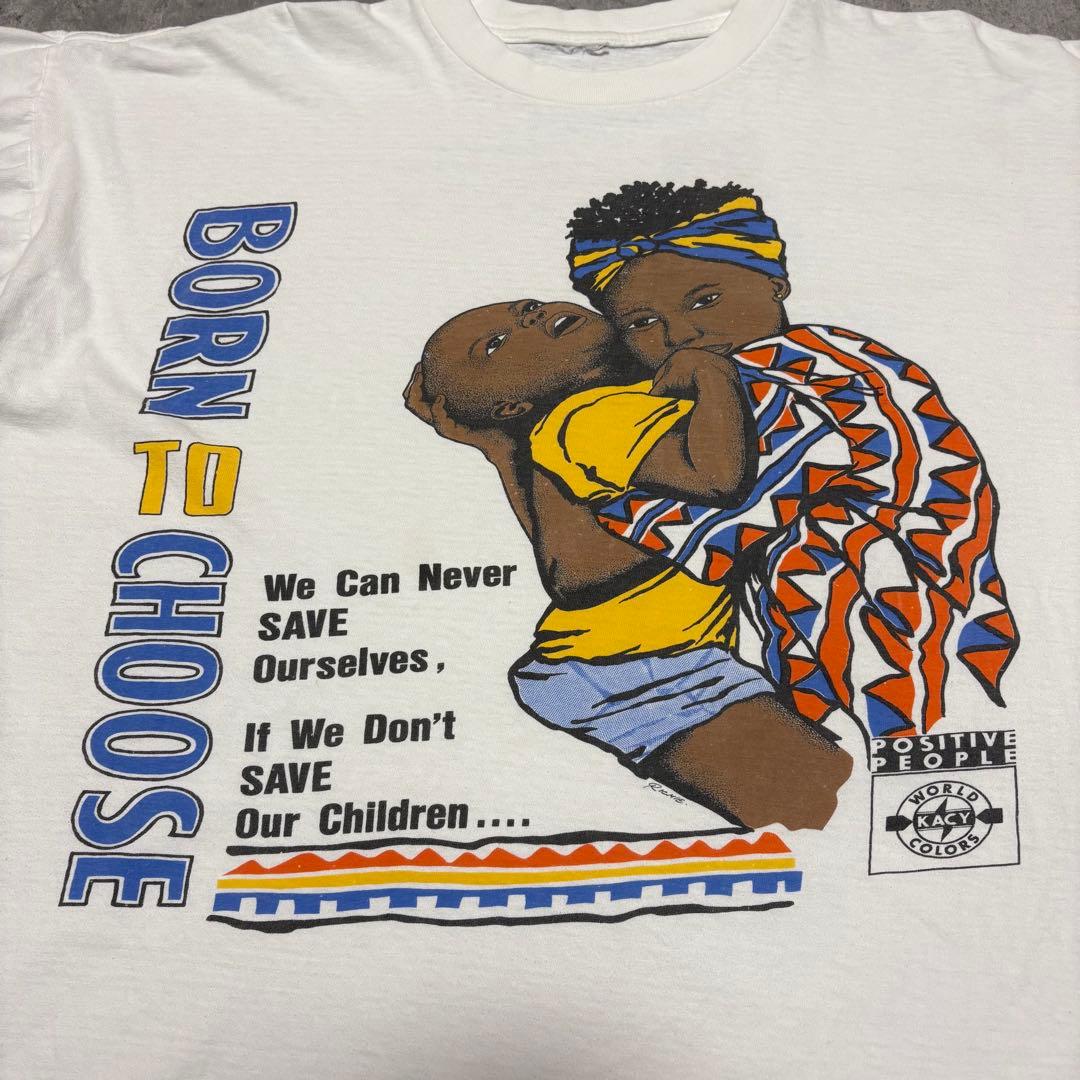 BORN TO CHOOSE
We Can Never
SAVE
Ourselves,
If We Don't
SAVE
Our Children....
POSITIVE
PEOPLE
WORLD
KACY
COLORS